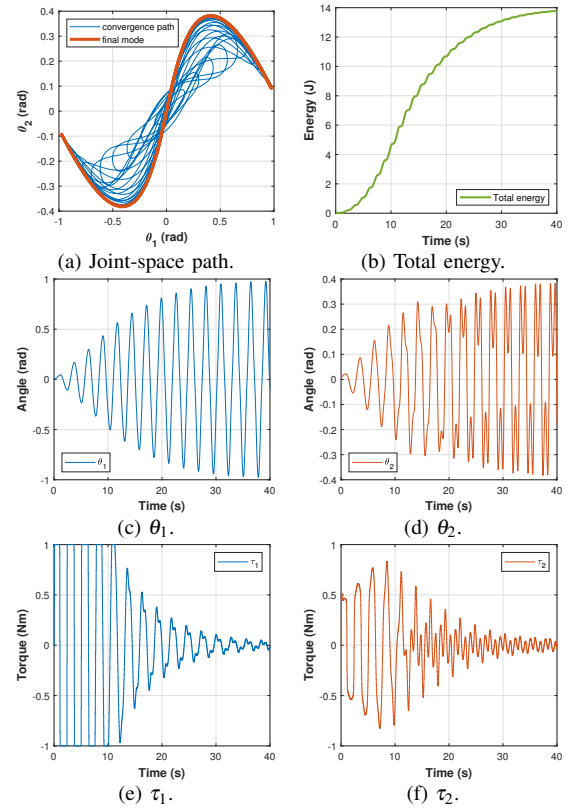 convergence path
final mode
0.4
0.3
0.2
0.1
0
-0.1
-0.2
-0.3
-0.4
θ2 (rad)
-1
-0.5
0
0.5
1
θ1 (rad)
(a) Joint-space path.
14
12
10
8
6
4
2
0
Energy (J)
Total energy
0
10
20
30
40
Time (s)
(b) Total energy.
1
0.5
0
-0.5
-1
Angle (rad)
θ1
0
10
20
30
40
Time (s)
(c) θ1.
0.4
0.3
0.2
0.1
0
-0.1
-0.2
-0.3
-0.4
Angle (rad)
θ2
0
10
20
30
40
Time (s)
(d) θ2.
1
0.5
0
-0.5
-1
Torque (Nm)
τ1
0
10
20
30
40
Time (s)
(e) τ1.
1
0.5
0
-0.5
-1
Torque (Nm)
τ2
0
10
20
30
40
Time (s)
(f) τ2.